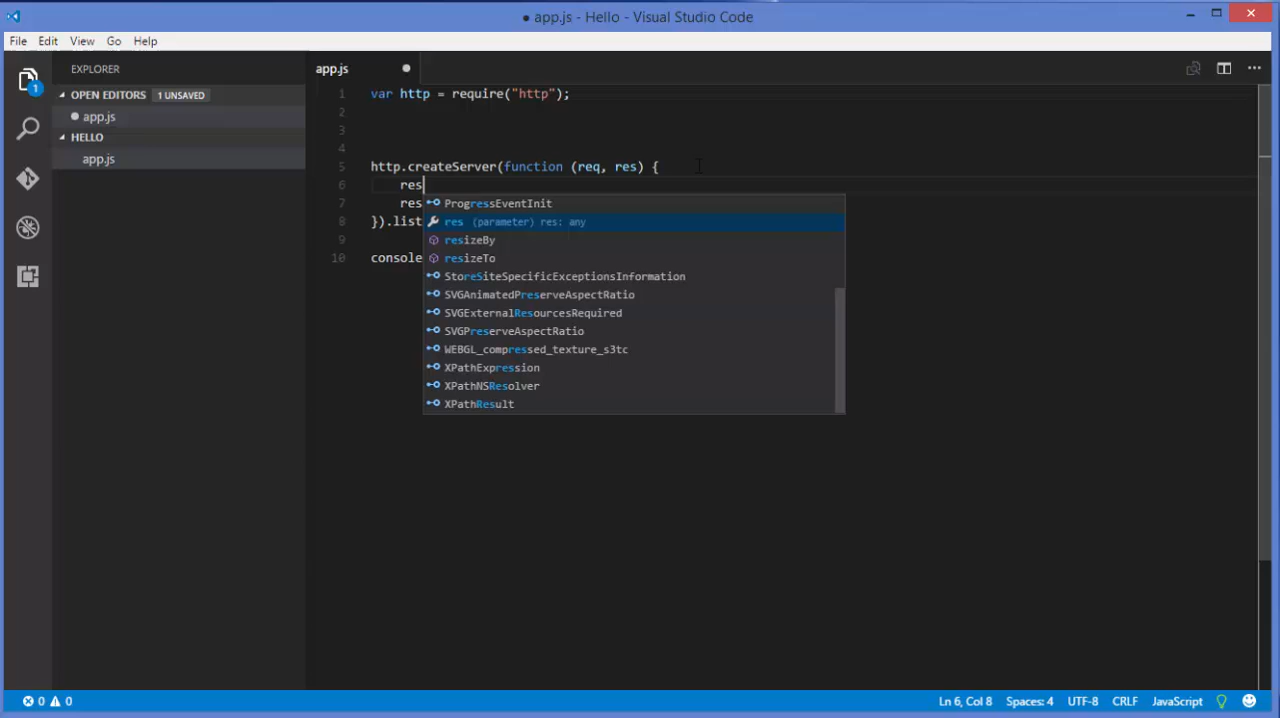 ● app.js - Hello - Visual Studio Code
File Edit View Go Help
EXPLORER
OPEN EDITORS 1 UNSAVED
app.js
HELLO
app.js
1
app.js
1 var http = require("http");
2
3
4
5 http.createServer(function (req, res) {
6 res
7 res
8 }).list
9
10 console
ProgressEventInit
res (parameter) res: any
resizeBy
resizeTo
StoreSiteSpecificExceptionsInformation
SVGAnimatedPreserveAspectRatio
SVGExternalResourcesRequired
SVGPreserveAspectRatio
WEBGL_compressed_texture_s3tc
XPathExpression
XPathNSResolver
XPathResult
0 0 Ln 6, Col 8 Spaces: 4 UTF-8 CRLF JavaScript